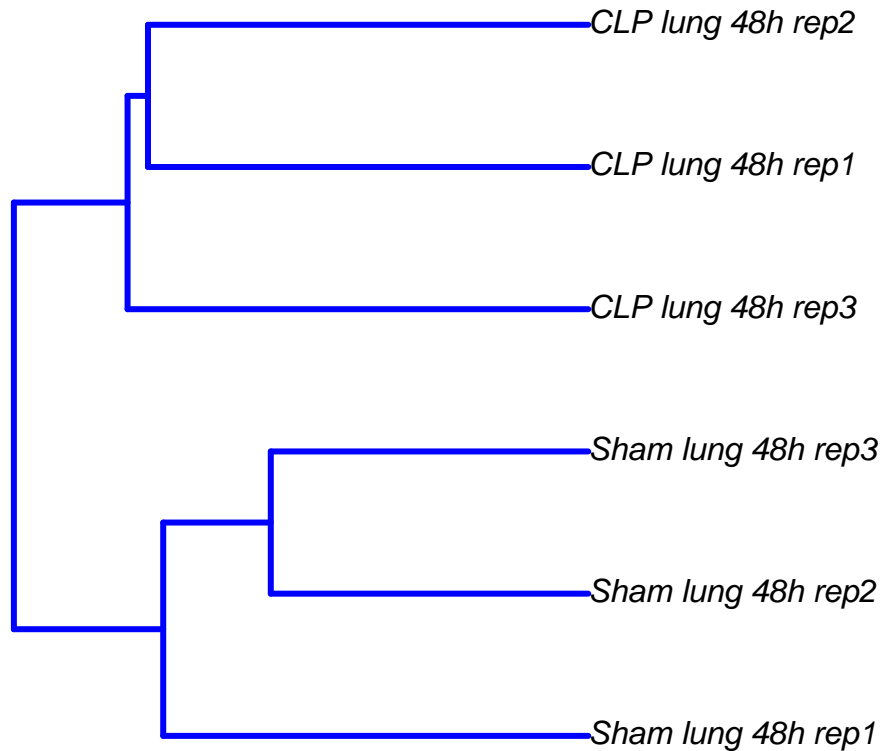 CLP lung 48h rep2
CLP lung 48h rep1
CLP lung 48h rep3
Sham lung 48h rep3
Sham lung 48h rep2
Sham lung 48h rep1